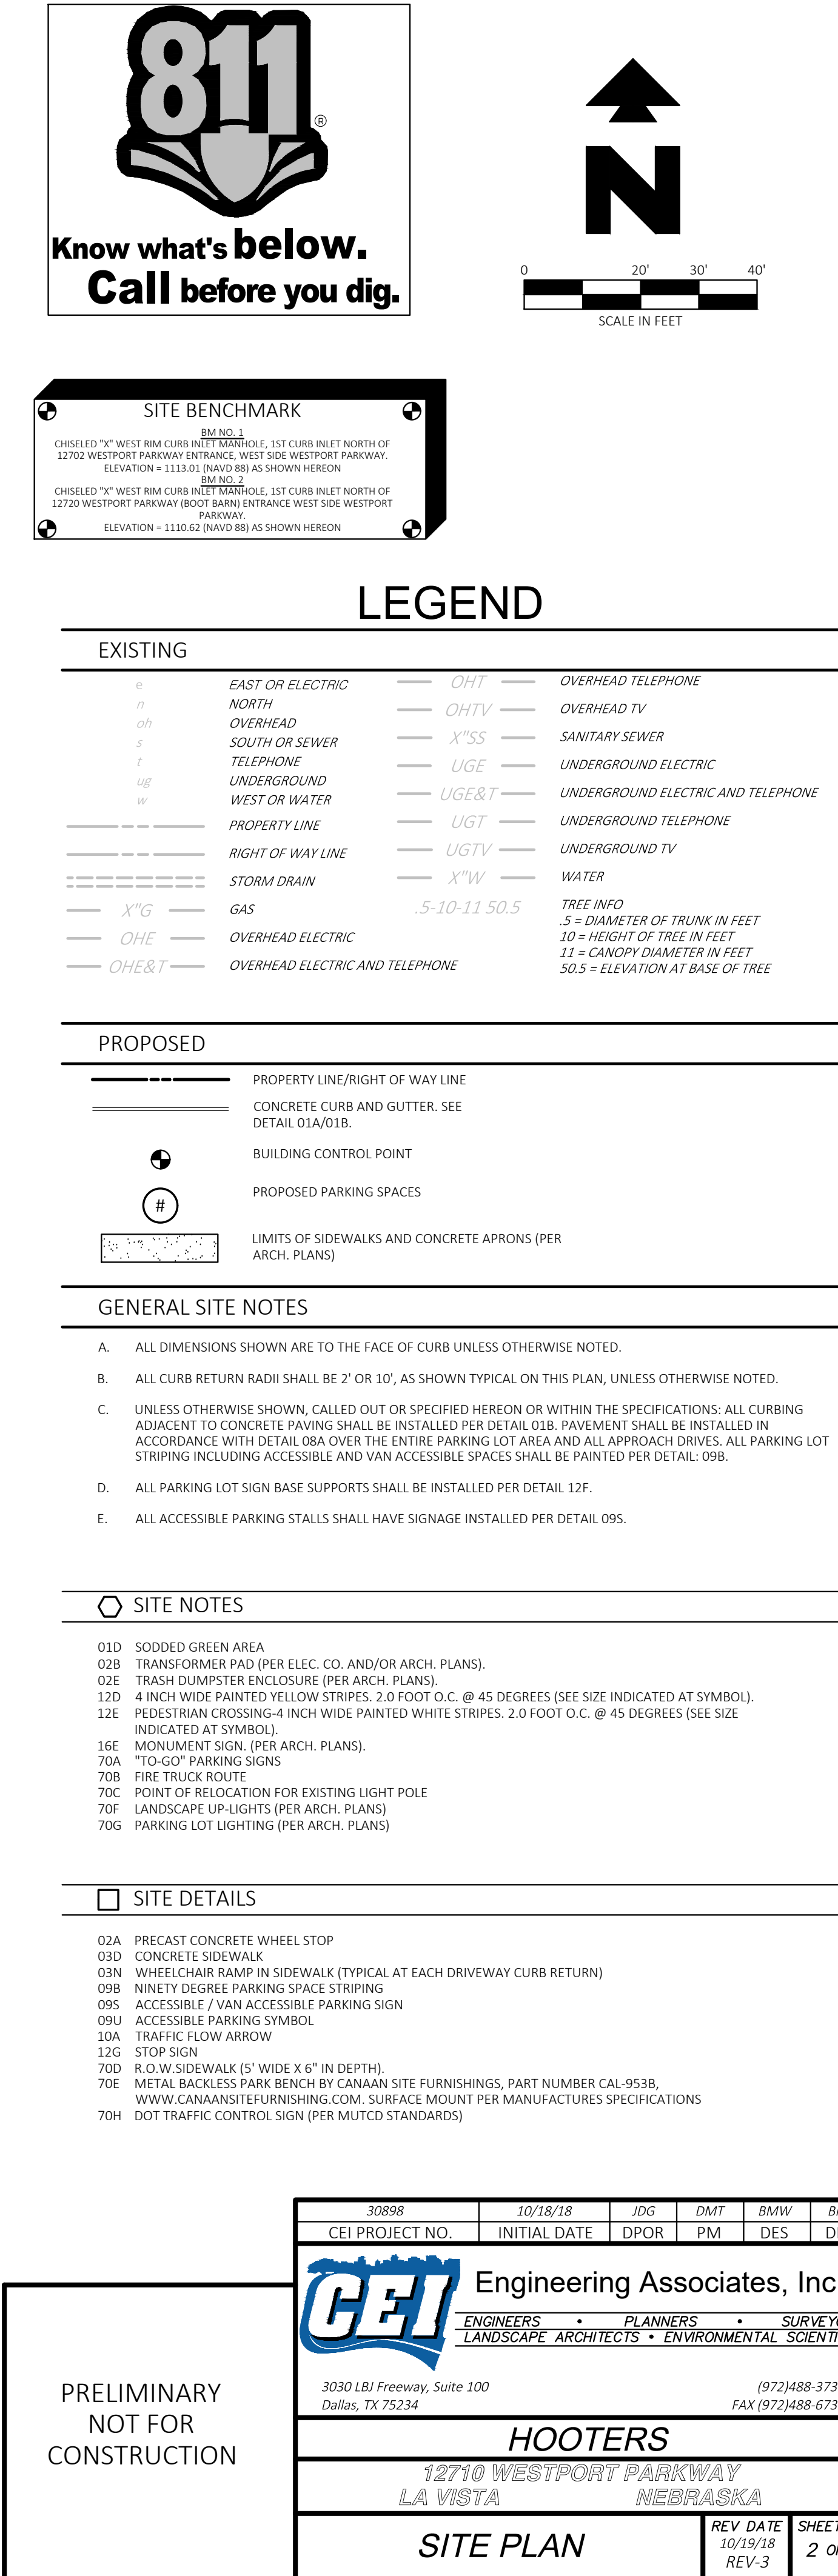 811
®
Know what's below.
Call before you dig.
N
0 20' 30' 40'
SCALE IN FEET
SITE BENCHMARK
BM NO. 1
CHISELED "X" WEST RIM CURB INLET MANHOLE, 1ST CURB INLET NORTH OF
12702 WESTPORT PARKWAY ENTRANCE, WEST SIDE WESTPORT PARKWAY.
ELEVATION = 1113.01 (NAVD 88) AS SHOWN HEREON
BM NO. 2
CHISELED "X" WEST RIM CURB INLET MANHOLE, 1ST CURB INLET NORTH OF
12720 WESTPORT PARKWAY (BOOT BARN) ENTRANCE WEST SIDE WESTPORT
PARKWAY.
ELEVATION = 1110.62 (NAVD 88) AS SHOWN HEREON
LEGEND
EXISTING
e EAST OR ELECTRIC
n NORTH
oh OVERHEAD
s SOUTH OR SEWER
t TELEPHONE
ug UNDERGROUND
w WEST OR WATER
PROPERTY LINE
RIGHT OF WAY LINE
STORM DRAIN
X"G GAS
OHE OVERHEAD ELECTRIC
OHE&T OVERHEAD ELECTRIC AND TELEPHONE
OHT OVERHEAD TELEPHONE
OHTV OVERHEAD TV
X"SS SANITARY SEWER
UGE UNDERGROUND ELECTRIC
UGE&T UNDERGROUND ELECTRIC AND TELEPHONE
UGT UNDERGROUND TELEPHONE
UGTV UNDERGROUND TV
X"W WATER
.5-10-11 50.5 TREE INFO
.5 = DIAMETER OF TRUNK IN FEET
10 = HEIGHT OF TREE IN FEET
11 = CANOPY DIAMETER IN FEET
50.5 = ELEVATION AT BASE OF TREE
PROPOSED
PROPERTY LINE/RIGHT OF WAY LINE
CONCRETE CURB AND GUTTER. SEE
DETAIL 01A/01B.
BUILDING CONTROL POINT
# PROPOSED PARKING SPACES
LIMITS OF SIDEWALKS AND CONCRETE APRONS (PER
ARCH. PLANS)
GENERAL SITE NOTES
A. ALL DIMENSIONS SHOWN ARE TO THE FACE OF CURB UNLESS OTHERWISE NOTED.
B. ALL CURB RETURN RADII SHALL BE 2' OR 10', AS SHOWN TYPICAL ON THIS PLAN, UNLESS OTHERWISE NOTED.
C. UNLESS OTHERWISE SHOWN, CALLED OUT OR SPECIFIED HEREON OR WITHIN THE SPECIFICATIONS: ALL CURBING
ADJACENT TO CONCRETE PAVING SHALL BE INSTALLED PER DETAIL 01B. PAVEMENT SHALL BE INSTALLED IN
ACCORDANCE WITH DETAIL 08A OVER THE ENTIRE PARKING LOT AREA AND ALL APPROACH DRIVES. ALL PARKING LOT
STRIPING INCLUDING ACCESSIBLE AND VAN ACCESSIBLE SPACES SHALL BE PAINTED PER DETAIL: 09B.
D. ALL PARKING LOT SIGN BASE SUPPORTS SHALL BE INSTALLED PER DETAIL 12F.
E. ALL ACCESSIBLE PARKING STALLS SHALL HAVE SIGNAGE INSTALLED PER DETAIL 09S.
SITE NOTES
01D SODDED GREEN AREA
02B TRANSFORMER PAD (PER ELEC. CO. AND/OR ARCH. PLANS).
02E TRASH DUMPSTER ENCLOSURE (PER ARCH. PLANS).
12D 4 INCH WIDE PAINTED YELLOW STRIPES. 2.0 FOOT O.C. @ 45 DEGREES (SEE SIZE INDICATED AT SYMBOL).
12E PEDESTRIAN CROSSING-4 INCH WIDE PAINTED WHITE STRIPES. 2.0 FOOT O.C. @ 45 DEGREES (SEE SIZE
INDICATED AT SYMBOL).
16E MONUMENT SIGN. (PER ARCH. PLANS).
70A "TO-GO" PARKING SIGNS
70B FIRE TRUCK ROUTE
70C POINT OF RELOCATION FOR EXISTING LIGHT POLE
70F LANDSCAPE UP-LIGHTS (PER ARCH. PLANS)
70G PARKING LOT LIGHTING (PER ARCH. PLANS)
SITE DETAILS
02A PRECAST CONCRETE WHEEL STOP
03D CONCRETE SIDEWALK
03N WHEELCHAIR RAMP IN SIDEWALK (TYPICAL AT EACH DRIVEWAY CURB RETURN)
09B NINETY DEGREE PARKING SPACE STRIPING
09S ACCESSIBLE / VAN ACCESSIBLE PARKING SIGN
09U ACCESSIBLE PARKING SYMBOL
10A TRAFFIC FLOW ARROW
12G STOP SIGN
70D R.O.W.SIDEWALK (5' WIDE X 6" IN DEPTH).
70E METAL BACKLESS PARK BENCH BY CANAAN SITE FURNISHINGS, PART NUMBER CAL-953B,
WWW.CANAANSITEFURNISHING.COM. SURFACE MOUNT PER MANUFACTURES SPECIFICATIONS
70H DOT TRAFFIC CONTROL SIGN (PER MUTCD STANDARDS)
30898 10/18/18 JDG DMT BMW
CEI PROJECT NO. INITIAL DATE DPOR PM DES
CEI Engineering Associates, Inc
ENGINEERS • PLANNERS •
LANDSCAPE ARCHITECTS • ENVIRONMENTAL
3030 LBJ Freeway, Suite 100 (972)488-373
Dallas, TX 75234 FAX (972)488-673
PRELIMINARY
NOT FOR
CONSTRUCTION
HOOTERS
12710 WESTPORT PARKWAY
LA VISTA NEBRASKA
SITE PLAN
REV DATE
10/19/18
REV-3
SHEET
2